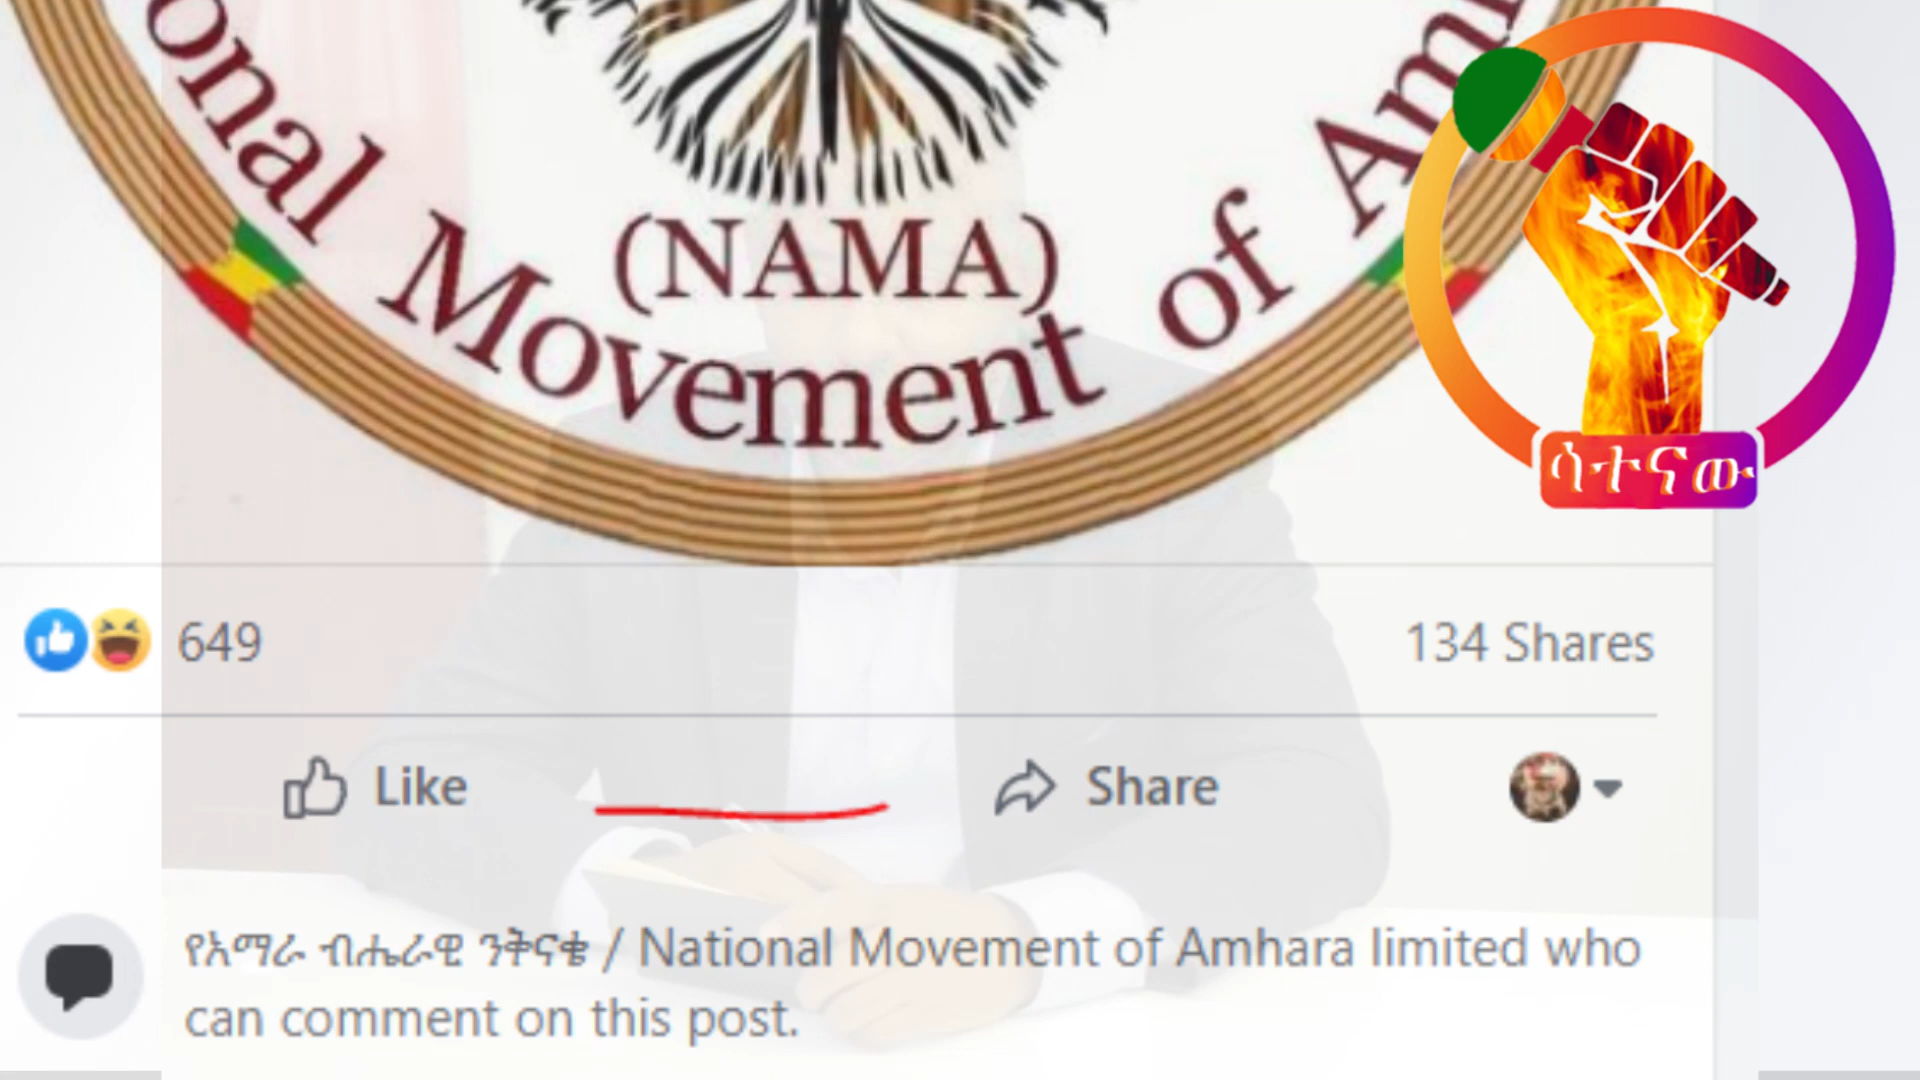 onal Movement of Am
(NAMA)
ሳተናው
649
134 Shares
Like
Share
የአማራ ብሔራዊ ንቅናቄ / National Movement of Amhara limited who
can comment on this post.